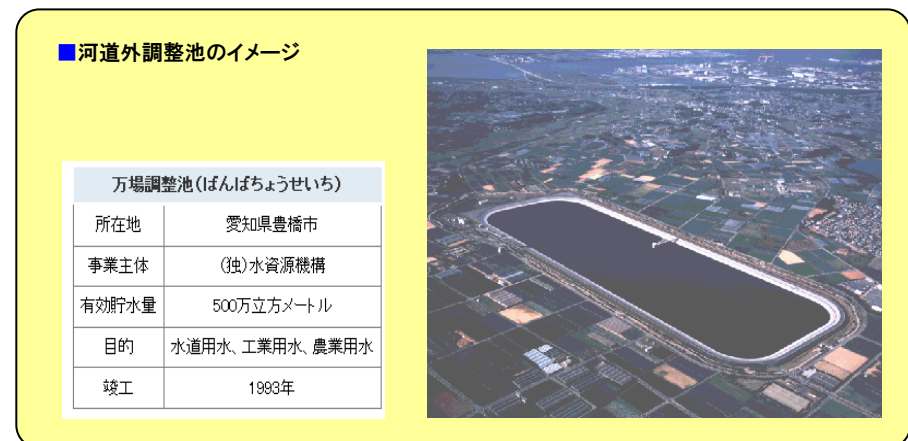 ■河道外調整池のイメージ
万場調整池(ばんばちょうせいち)
所在地 愛知県豊橋市
事業主体 (独)水資源機構
有効貯水量 500万立方メートル
目的 水道用水、工業用水、農業用水
竣工 1993年